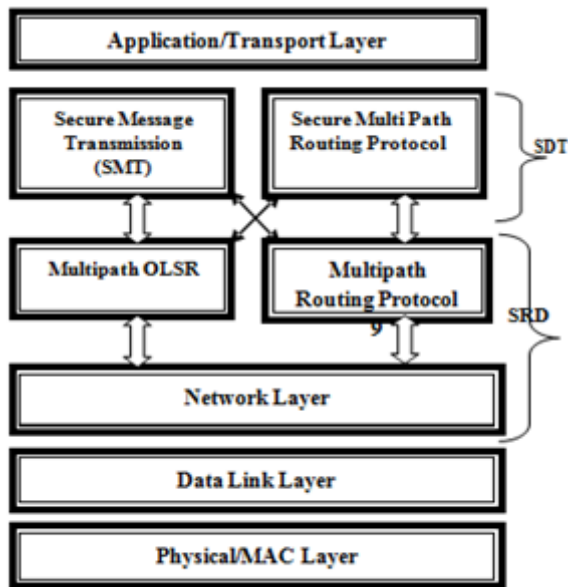 Application/Transport Layer
Secure Message
Transmission
(SMT)
Secure Multi Path
Routing Protocol
SDT
Multipath OLSR
Multipath
Routing Protocol
9
SRD
Network Layer
Data Link Layer
Physical/MAC Layer